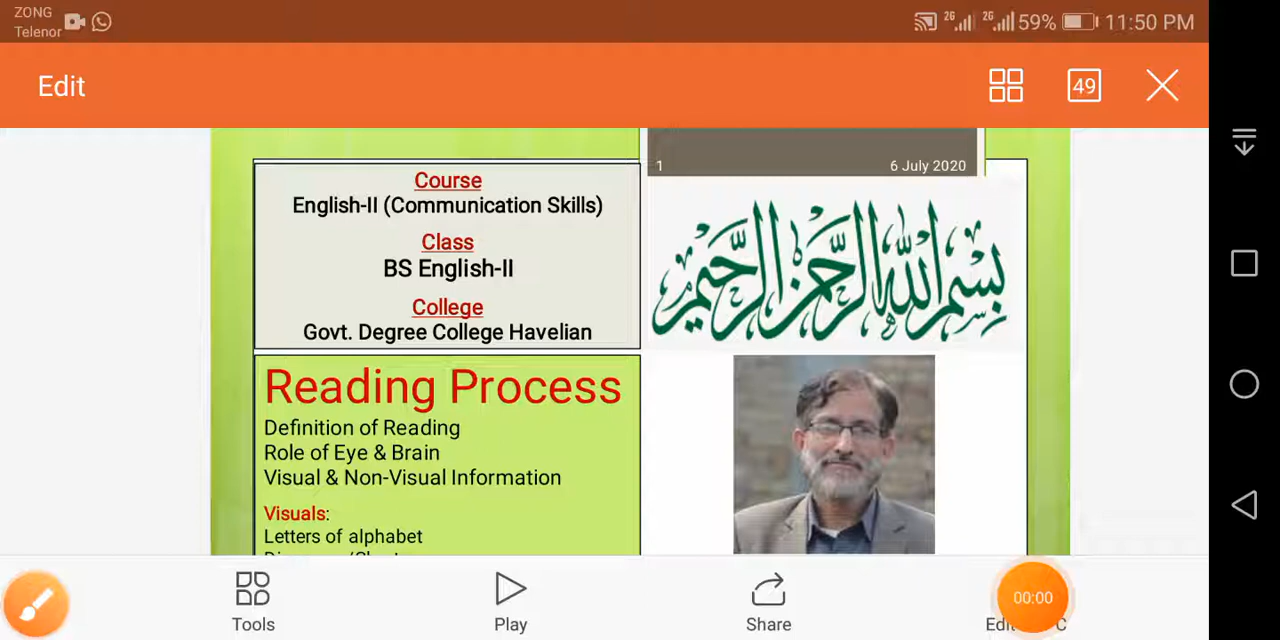 ZONG
Telenor
2G 2G 59% 11:50 PM
Edit
49
1
6 July 2020
Course
English-II (Communication Skills)
Class
BS English-II
College
Govt. Degree College Havelian
بسم الله الرحمن الرحيم
Reading Process
Definition of Reading
Role of Eye & Brain
Visual & Non-Visual Information
Visuals:
Letters of alphabet
Tools
Play
Share
00:00